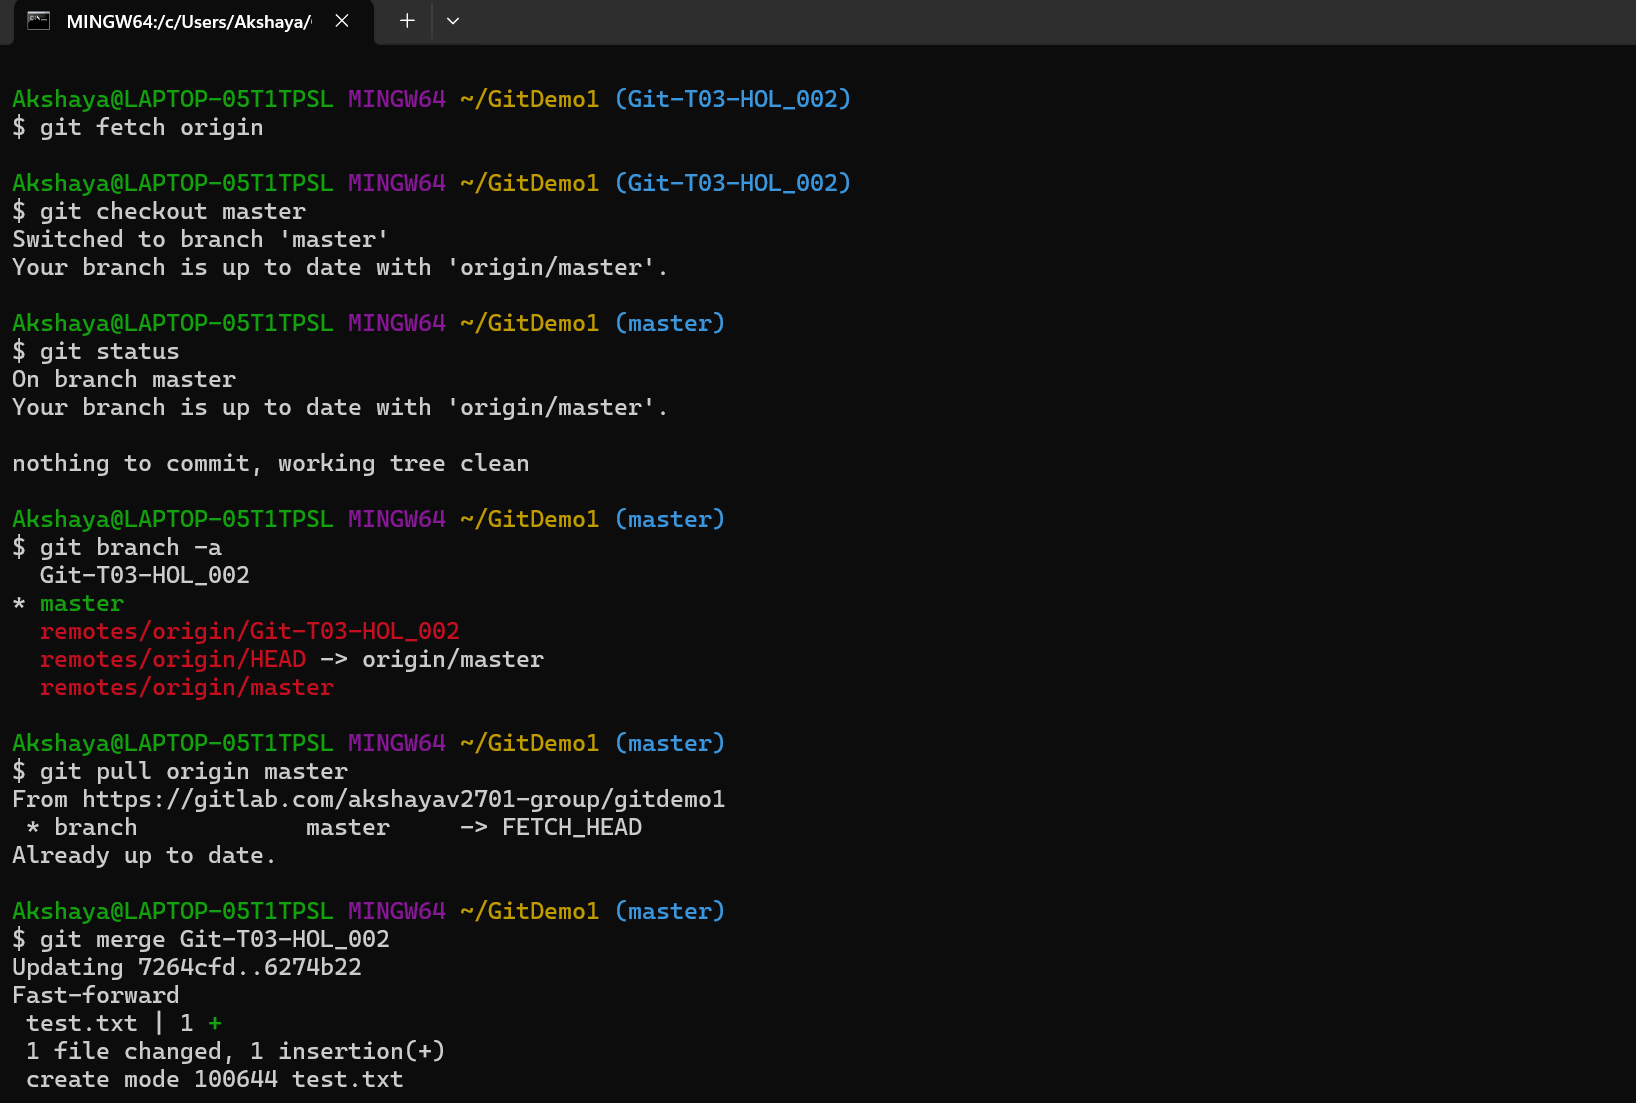 MINGW64:/c/Users/Akshaya/
Akshaya@LAPTOP-05T1TPSL MINGW64 ~/GitDemo1 (Git-T03-HOL_002)
$ git fetch origin
Akshaya@LAPTOP-05T1TPSL MINGW64 ~/GitDemo1 (Git-T03-HOL_002)
$ git checkout master
Switched to branch 'master'
Your branch is up to date with 'origin/master'.
Akshaya@LAPTOP-05T1TPSL MINGW64 ~/GitDemo1 (master)
$ git status
On branch master
Your branch is up to date with 'origin/master'.
nothing to commit, working tree clean
Akshaya@LAPTOP-05T1TPSL MINGW64 ~/GitDemo1 (master)
$ git branch -a
  Git-T03-HOL_002
* master
  remotes/origin/Git-T03-HOL_002
  remotes/origin/HEAD -> origin/master
  remotes/origin/master
Akshaya@LAPTOP-05T1TPSL MINGW64 ~/GitDemo1 (master)
$ git pull origin master
From https://gitlab.com/akshayav2701-group/gitdemo1
 * branch            master     -> FETCH_HEAD
Already up to date.
Akshaya@LAPTOP-05T1TPSL MINGW64 ~/GitDemo1 (master)
$ git merge Git-T03-HOL_002
Updating 7264cfd..6274b22
Fast-forward
 test.txt | 1 +
 1 file changed, 1 insertion(+)
 create mode 100644 test.txt